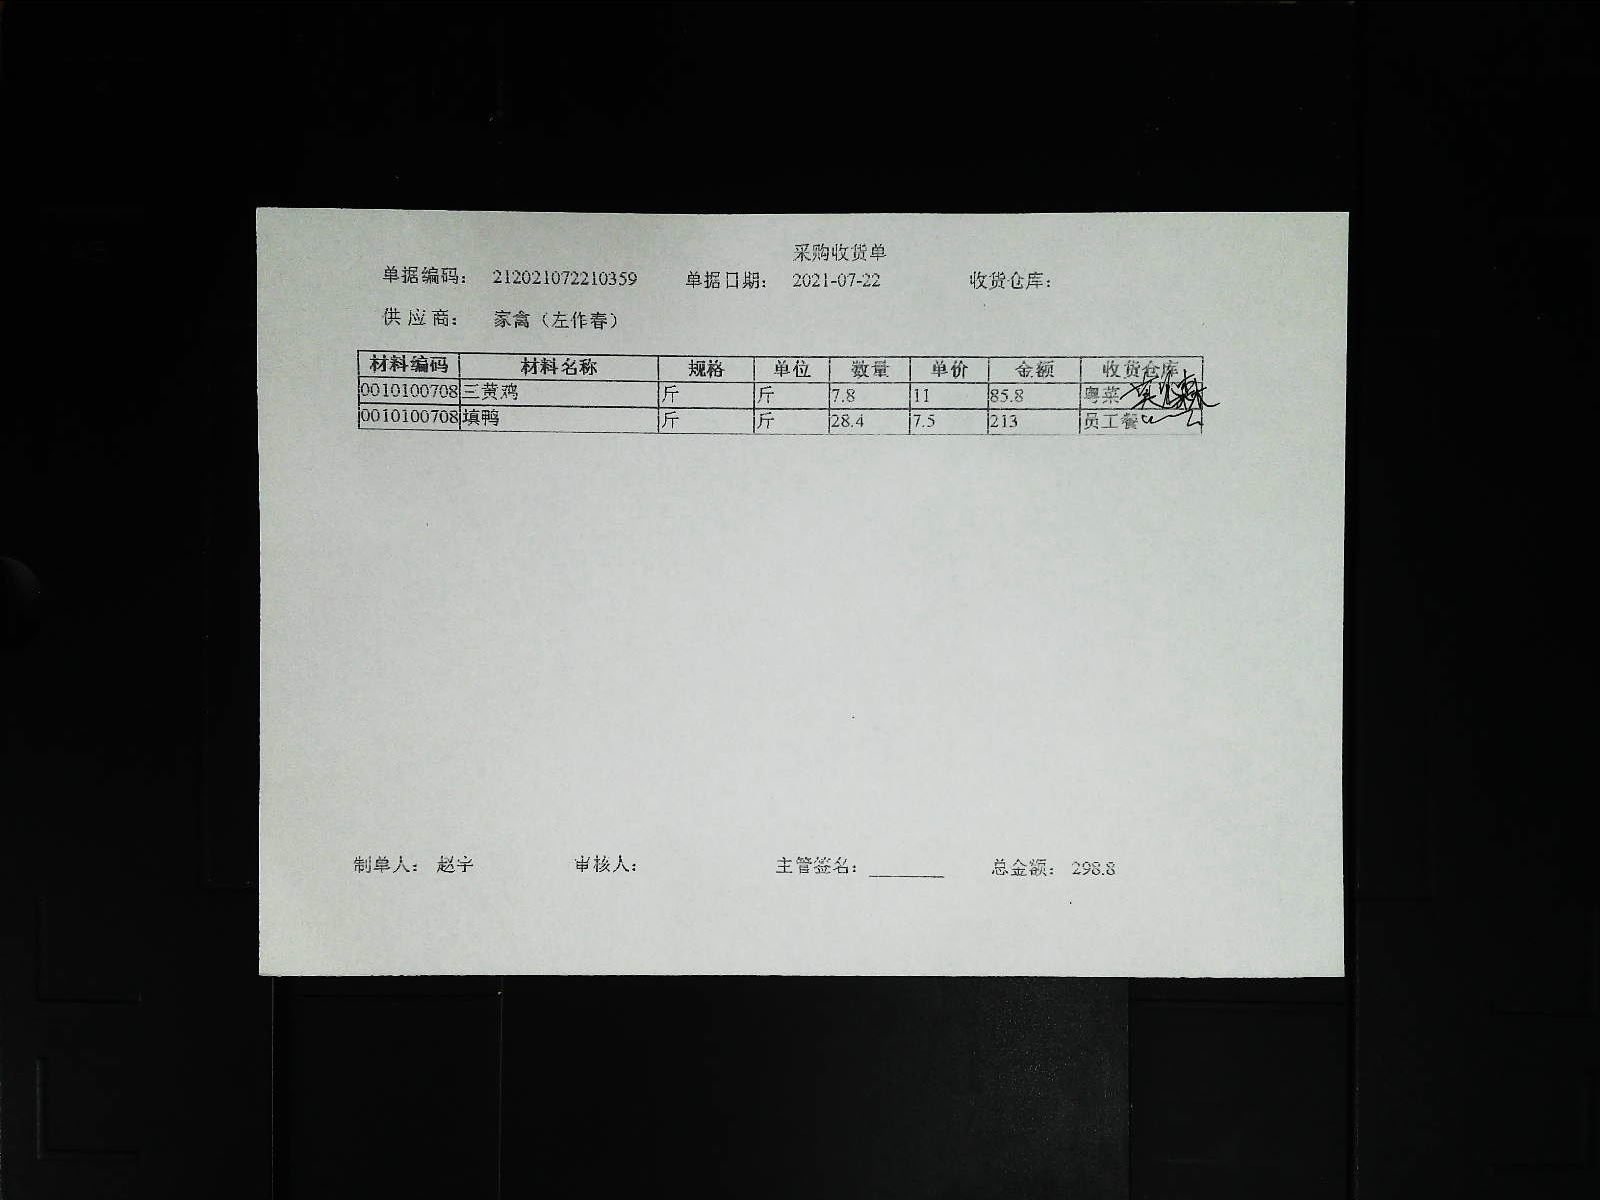 采购收货单
单据编码： 212021072210359 单据日期： 2021-07-22 收货仓库：
供 应 商： 家禽（左作春）
材料编码 材料名称 规格 单位 数量 单价 金额 收货仓库
0010100708 三黄鸡 斤 斤 7.8 11 85.8 粤菜
0010100708 填鸭 斤 斤 28.4 7.5 213 员工餐
制单人： 赵宇 审核人： 主管签名： ________ 总金额： 298.8